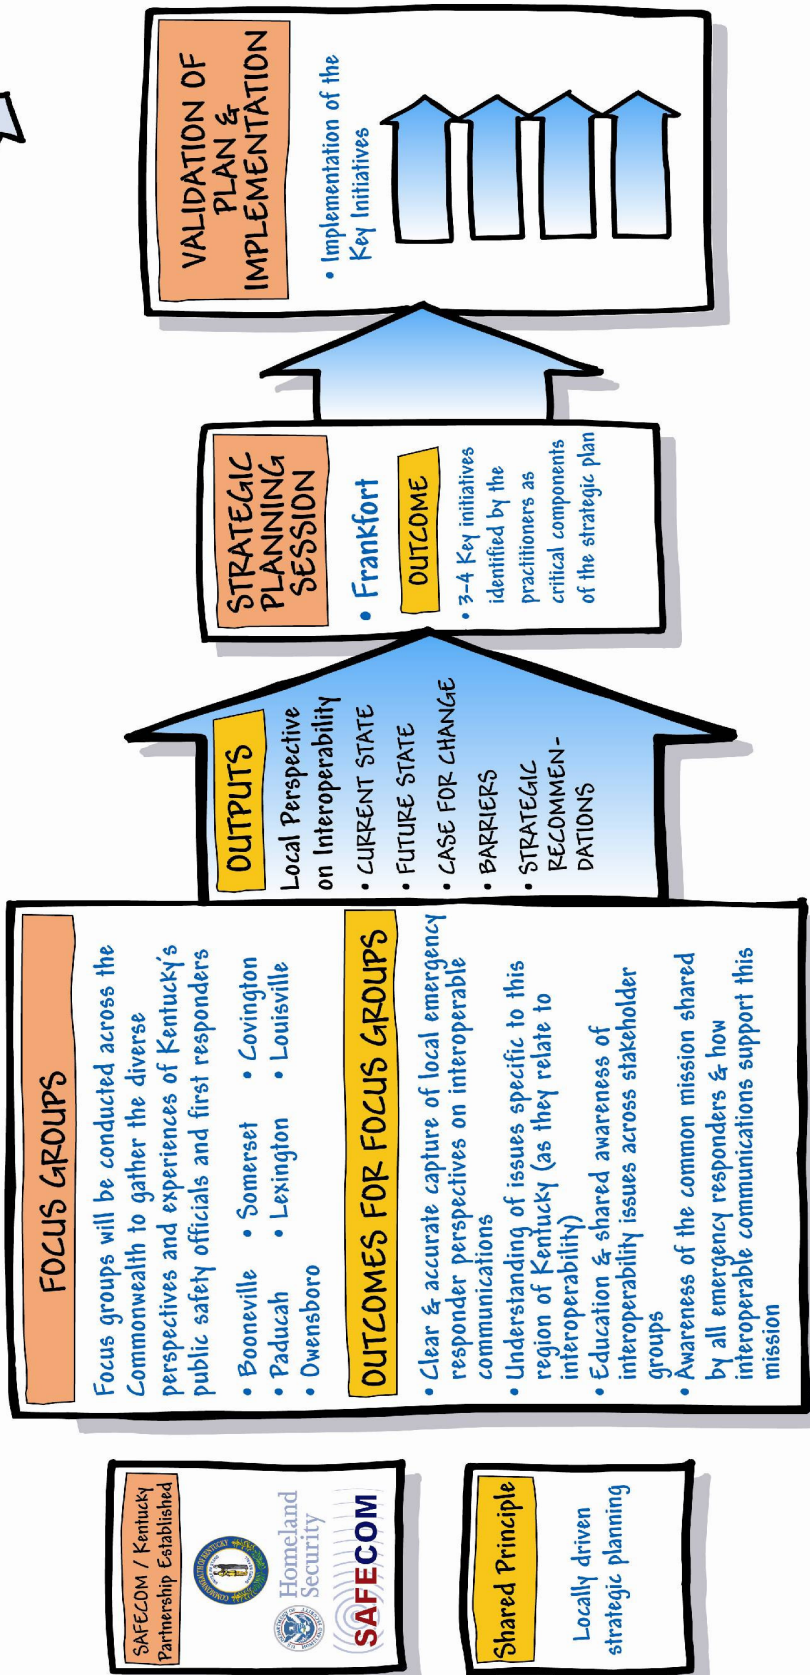 SAFECOM / Kentucky
Partnership Established
COMMONWEALTH OF KENTUCKY
Homeland
Security
SAFECOM
Shared Principle
Locally driven
strategic planning
FOCUS GROUPS
Focus groups will be conducted across the
Commonwealth to gather the diverse
perspectives and experiences of Kentucky's
public safety officials and first responders
• Booneville • Somerset • Covington
• Paducah • Lexington • Louisville
• Owensboro
OUTCOMES FOR FOCUS GROUPS
• Clear & accurate capture of local emergency
responder perspectives on interoperable
communications
• Understanding of issues specific to this
region of Kentucky (as they relate to
interoperability)
• Education & shared awareness of
interoperability issues across stakeholder
groups
• Awareness of the common mission shared
by all emergency responders & how
interoperable communications support this
mission
OUTPUTS
Local Perspective
on Interoperability
• CURRENT STATE
• FUTURE STATE
• CASE FOR CHANGE
• BARRIERS
• STRATEGIC
RECOMMEN-
DATIONS
STRATEGIC
PLANNING
SESSION
• Frankfort
OUTCOME
• 3-4 Key initiatives
identified by the
practitioners as
critical components
of the strategic plan
VALIDATION OF
PLAN &
IMPLEMENTATION
• Implementation of the
Key Initiatives